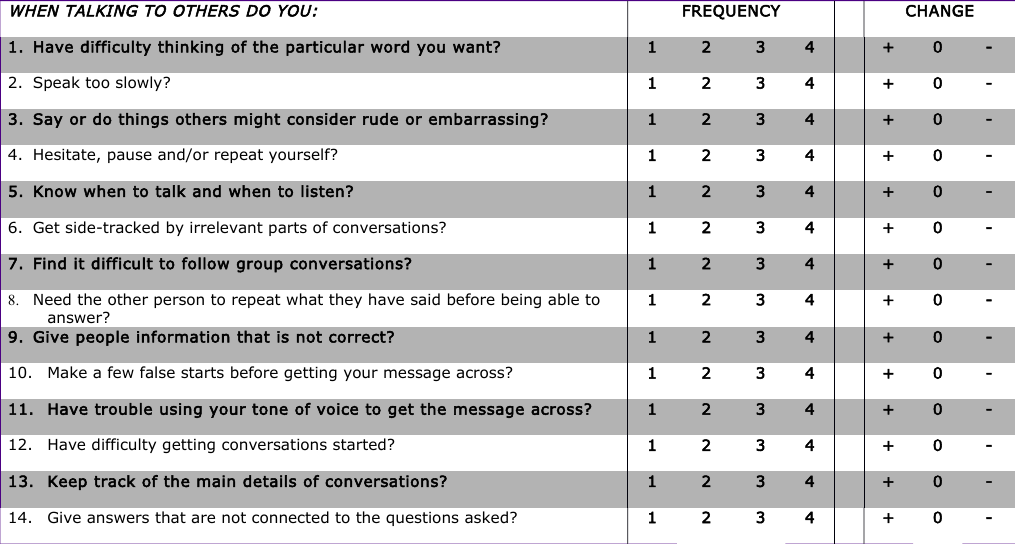 WHEN TALKING TO OTHERS DO YOU: FREQUENCY CHANGE
1. Have difficulty thinking of the particular word you want? 1 2 3 4 + 0 -
2. Speak too slowly? 1 2 3 4 + 0 -
3. Say or do things others might consider rude or embarrassing? 1 2 3 4 + 0 -
4. Hesitate, pause and/or repeat yourself? 1 2 3 4 + 0 -
5. Know when to talk and when to listen? 1 2 3 4 + 0 -
6. Get side-tracked by irrelevant parts of conversations? 1 2 3 4 + 0 -
7. Find it difficult to follow group conversations? 1 2 3 4 + 0 -
8. Need the other person to repeat what they have said before being able to 1 2 3 4 + 0 -
answer?
9. Give people information that is not correct? 1 2 3 4 + 0 -
10. Make a few false starts before getting your message across? 1 2 3 4 + 0 -
11. Have trouble using your tone of voice to get the message across? 1 2 3 4 + 0 -
12. Have difficulty getting conversations started? 1 2 3 4 + 0 -
13. Keep track of the main details of conversations? 1 2 3 4 + 0 -
14. Give answers that are not connected to the questions asked? 1 2 3 4 + 0 -